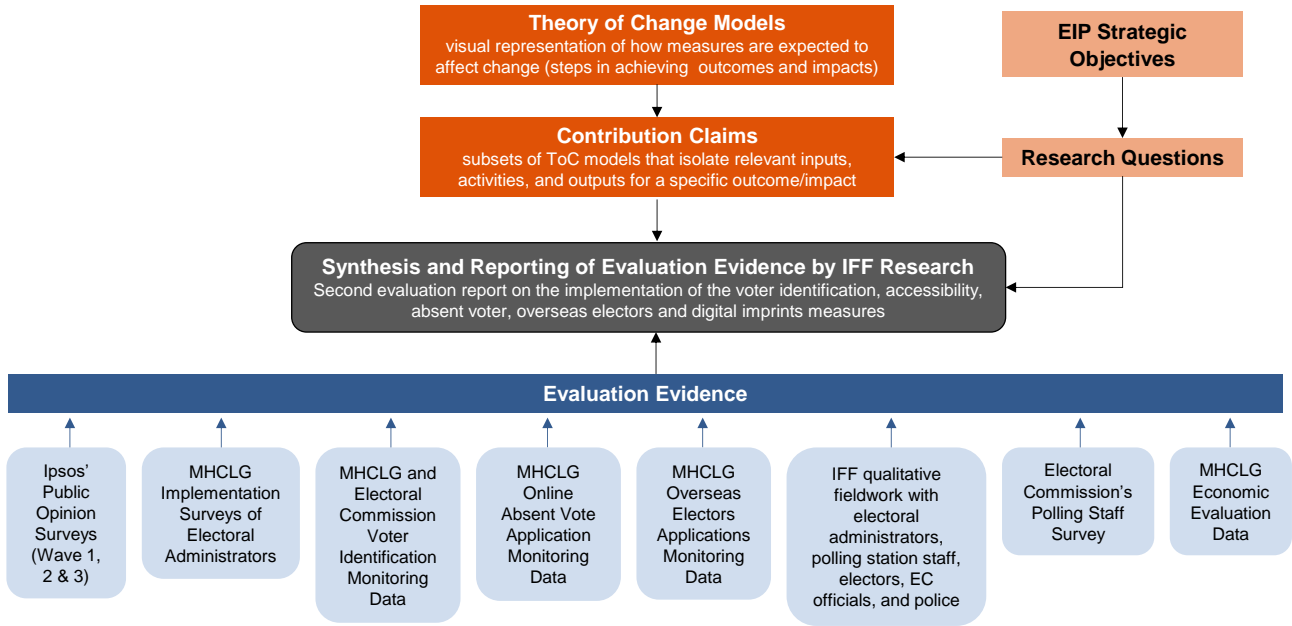 Theory of Change Models
visual representation of how measures are expected to
affect change (steps in achieving outcomes and impacts)
EIP Strategic
Objectives
Contribution Claims
subsets of ToC models that isolate relevant inputs,
activities, and outputs for a specific outcome/impact
Research Questions
Synthesis and Reporting of Evaluation Evidence by IFF Research
Second evaluation report on the implementation of the voter identification, accessibility,
absent voter, overseas electors and digital imprints measures
Evaluation Evidence
Ipsos'
Public
Opinion
Surveys
(Wave 1,
2 & 3)
MHCLG
Implementation
Surveys of
Electoral
Administrators
MHCLG and
Electoral
Commission
Voter
Identification
Monitoring
Data
MHCLG
Online
Absent Vote
Application
Monitoring
Data
MHCLG
Overseas
Electors
Applications
Monitoring
Data
IFF qualitative
fieldwork with
electoral
administrators,
polling station staff,
electors, EC
officials, and police
Electoral
Commission's
Polling Staff
Survey
MHCLG
Economic
Evaluation
Data